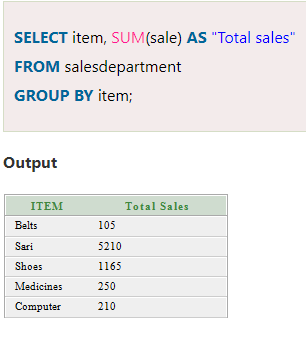 SELECT item, SUM(sale) AS "Total sales"
FROM salesdepartment
GROUP BY item;
Output
ITEM Total Sales
Belts 105
Sari 5210
Shoes 1165
Medicines 250
Computer 210